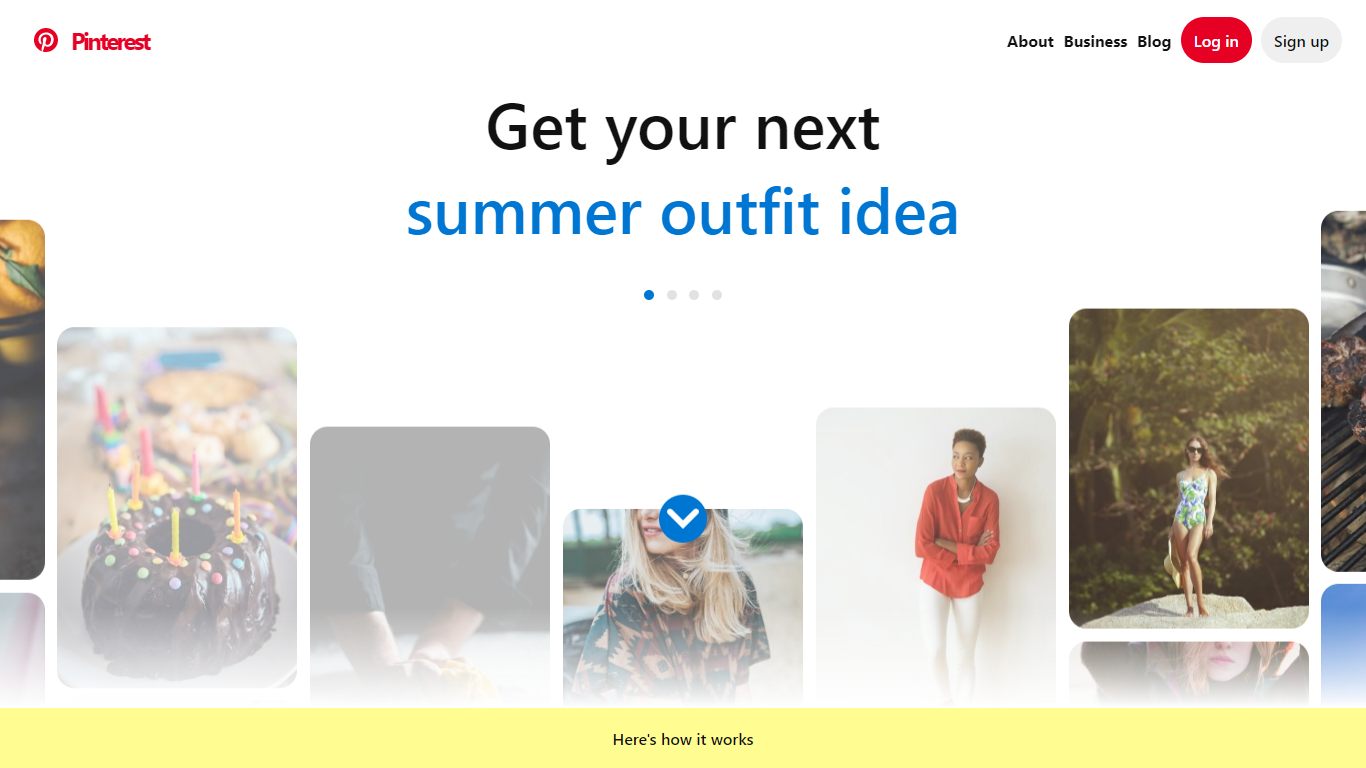 Pinterest
About Business Blog Log in Sign up
Get your next
summer outfit idea
Here's how it works